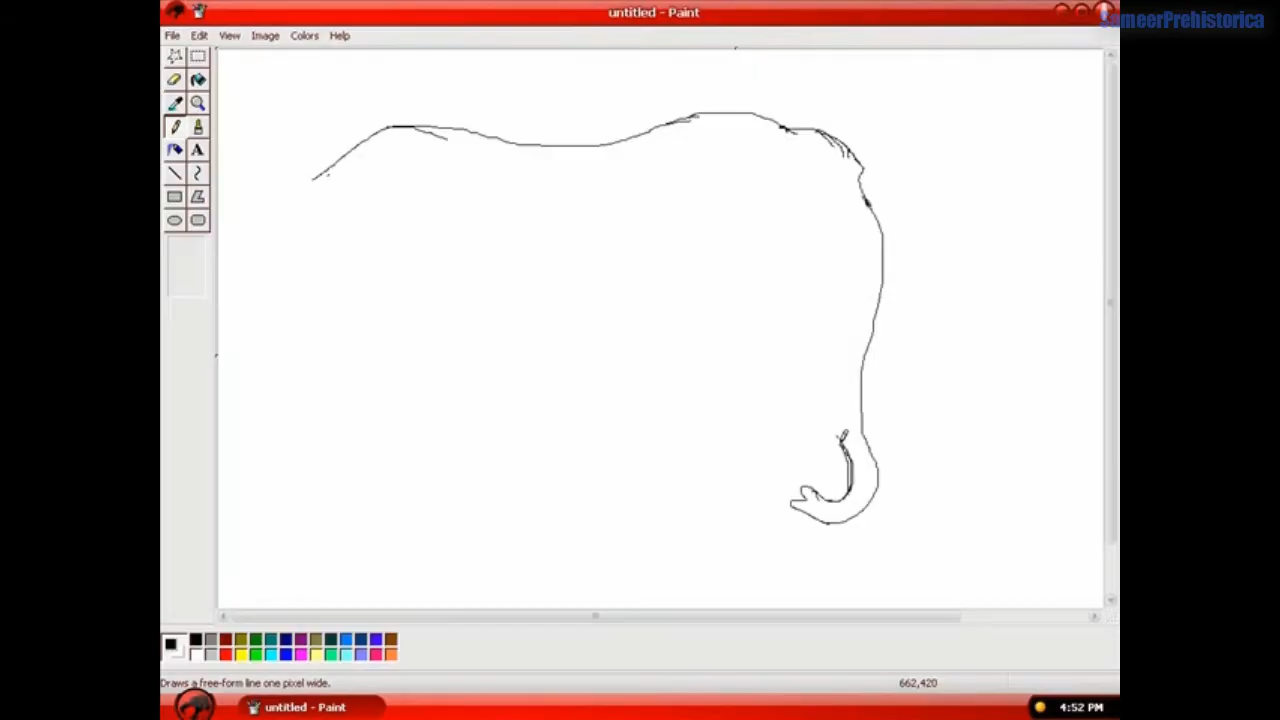 untitled - Paint
SameerPrehistorica
File Edit View Image Colors Help
A
Draws a free-form line one pixel wide. 662,420
untitled - Paint 4:52 PM